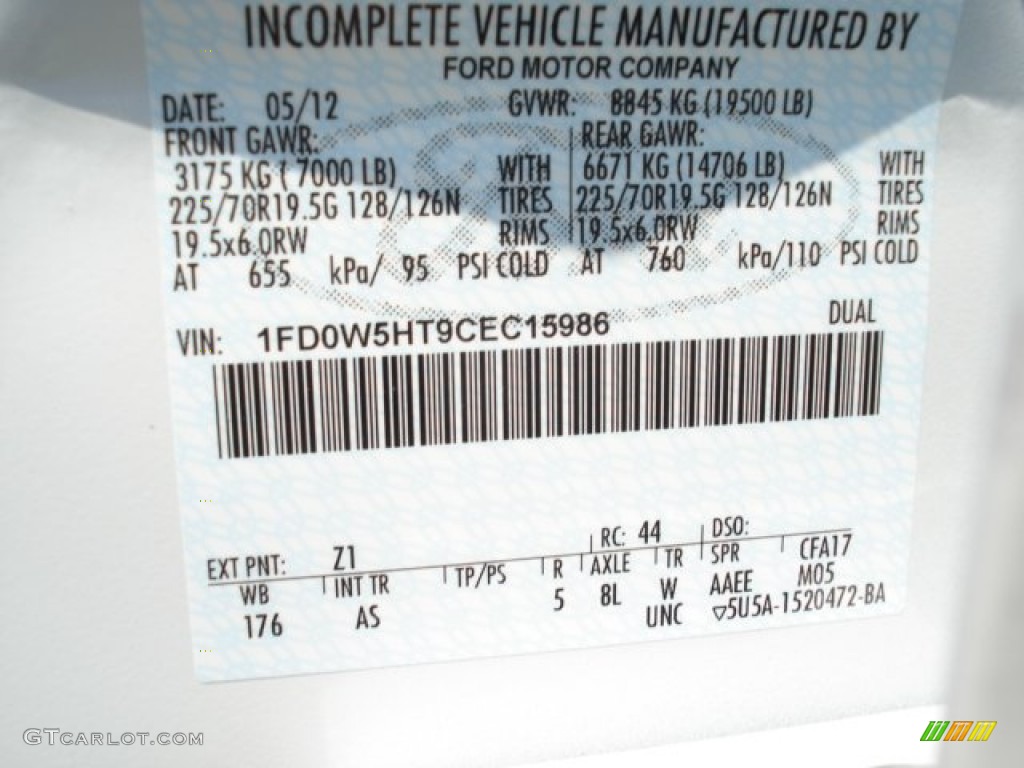 INCOMPLETE VEHICLE MANUFACTURED BY
FORD MOTOR COMPANY
DATE: 05/12 GVWR: 8845 KG (19500 LB)
FRONT GAWR: REAR GAWR:
3175 KG ( 7000 LB) WITH 6671 KG (14706 LB) WITH
225/70R19.5G 128/126N TIRES 225/70R19.5G 128/126N TIRES
19.5x6.0RW RIMS 19.5x6.0RW RIMS
AT 655 kPa/ 95 PSI COLD AT 760 kPa/110 PSI COLD
DUAL
VIN: 1FD0W5HT9CEC15986
EXT PNT: Z1 RC: 44 DSO:
WB INT TR TP/PS R AXLE TR SPR CFA17
176 AS 5 8L W AAEE M05
UNC ▽5U5A-1520472-BA
GTCARLOT.COM